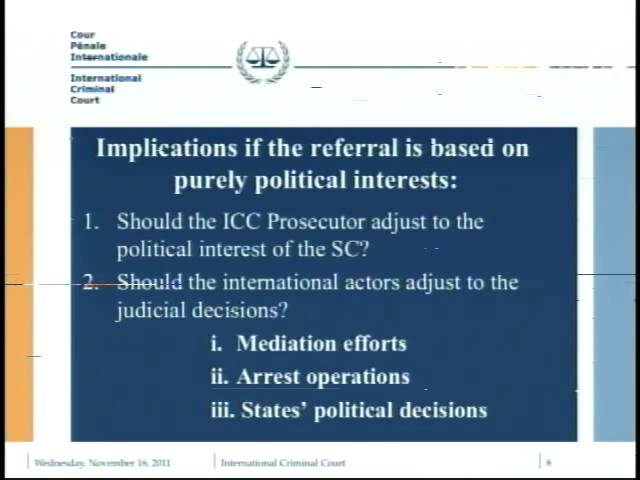 Cour
Pénale
Internationale
International
Criminal
Court
Implications if the referral is based on
purely political interests:
1. Should the ICC Prosecutor adjust to the
political interest of the SC?
2. Should the international actors adjust to the
judicial decisions?
i. Mediation efforts
ii. Arrest operations
iii. States' political decisions
Wednesday, November 16, 2011
International Criminal Court
8